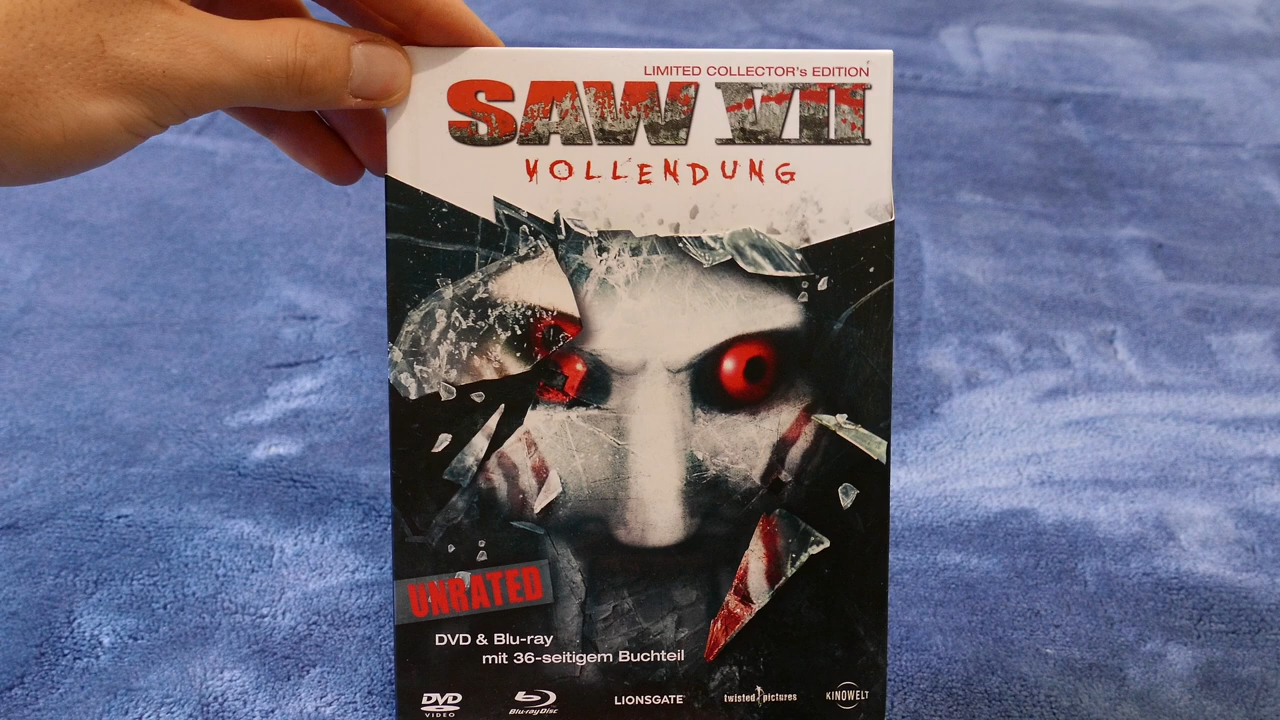 LIMITED COLLECTOR's EDITION
SAW VII
VOLLENDUNG
UNRATED
DVD & Blu-ray
mit 36-seitigem Buchteil
DVD VIDEO
Blu-ray Disc
LIONSGATE
twisted pictures
KINOWELT